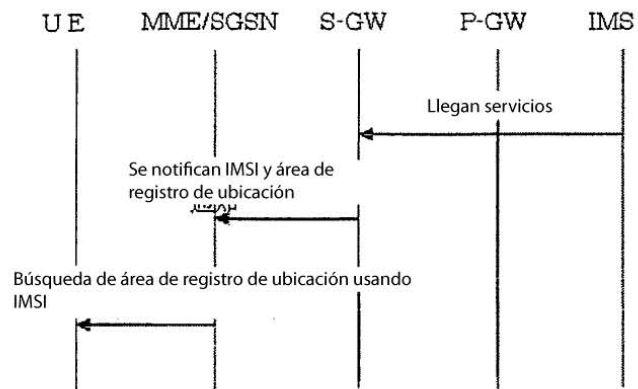 U E MME/SGSN S-GW P-GW IMS
Llegan servicios
Se notifican IMSI y área de
registro de ubicación
Búsqueda de área de registro de ubicación usando
IMSI